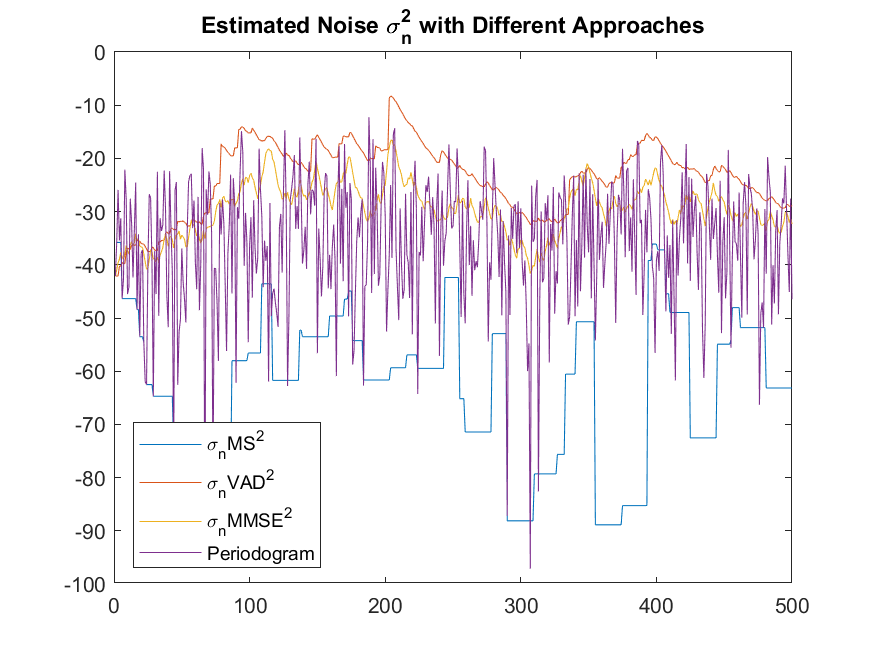 Estimated Noise σn2 with Different Approaches
0
-10
-20
-30
-40
-50
-60
-70
-80
-90
-100
σnMS2
σnVAD2
σnMMSE2
Periodogram
0 100 200 300 400 500